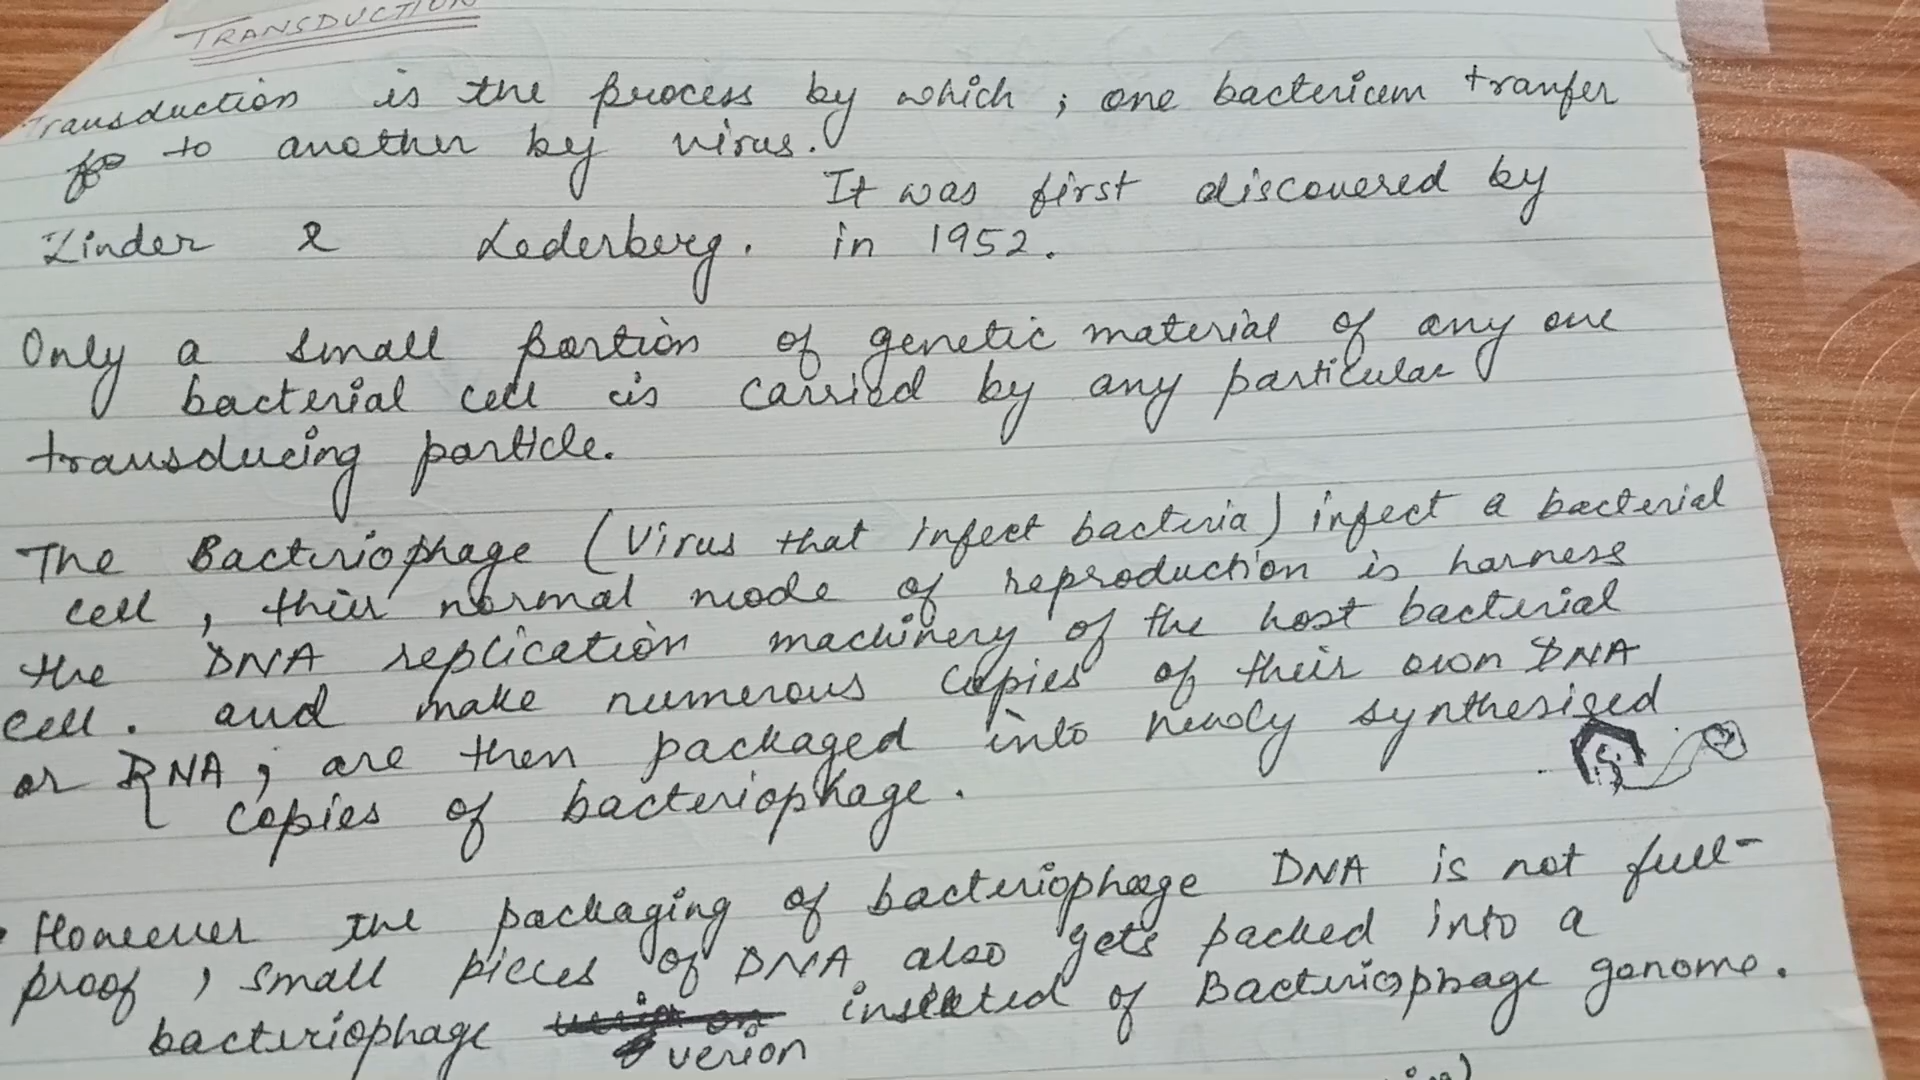 TRANSDUCTION
Transduction is the process by which ; one bactericem tranfer
to another by virus.
It was first discovered by
Zinder & Lederberg. in 1952.
Only a small portion of genetic material of any one
bacterial cell is carried by any particular
transducing particle.
The Bacteriophage (Virus that infect bacteria) infect a bacterial
cell , their normal mode of reproduction is harness
the DNA replication machinery of the host bacterial
cell . and make numerous copies of their own DNA
or RNA ; are then packaged into newly synthesized
copies of bacteriophage .
• However the packaging of bacteriophage DNA is not full-
proof , small pieces of DNA also gets packed into a
bacteriophage of Bacteriophage genome.
verion